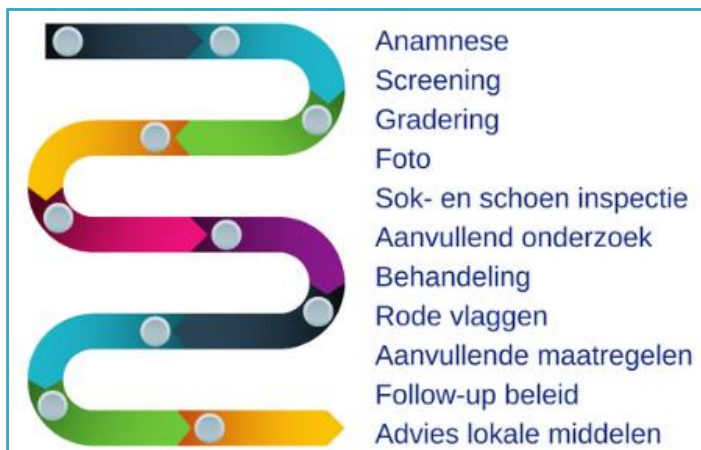 Anamnese
Screening
Gradering
Foto
Sok- en schoen inspectie
Aanvullend onderzoek
Behandeling
Rode vlaggen
Aanvullende maatregelen
Follow-up beleid
Advies lokale middelen